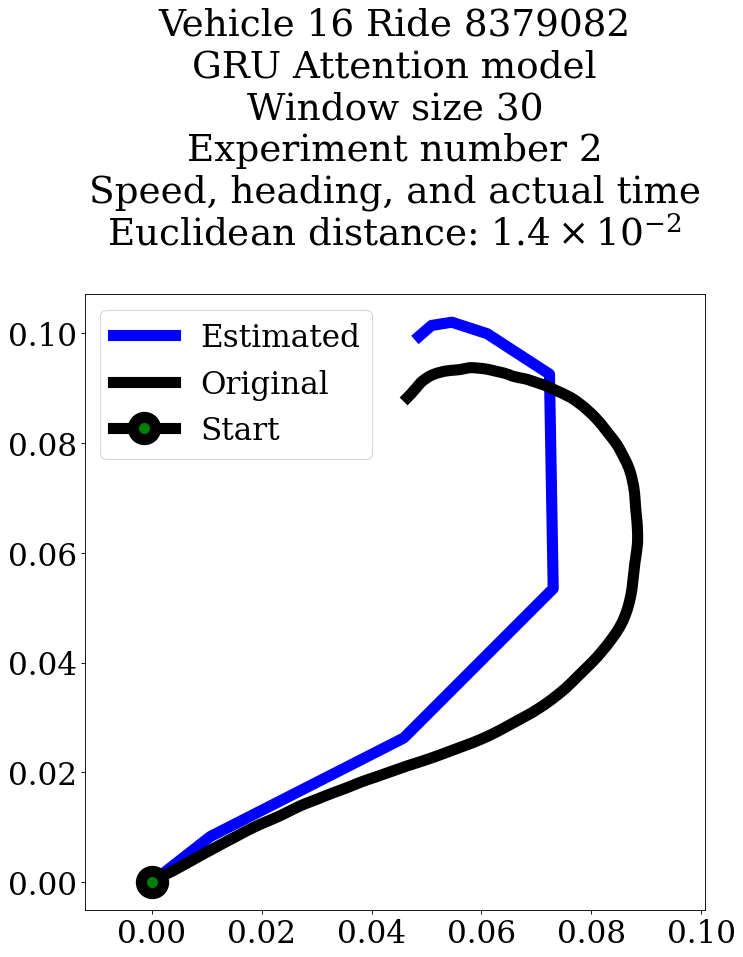 Vehicle 16 Ride 8379082
GRU Attention model
Window size 30
Experiment number 2
Speed, heading, and actual time
Euclidean distance: 1.4 × 10⁻²
Estimated
Original
Start
0.10
0.08
0.06
0.04
0.02
0.00
0.00 0.02 0.04 0.06 0.08 0.10